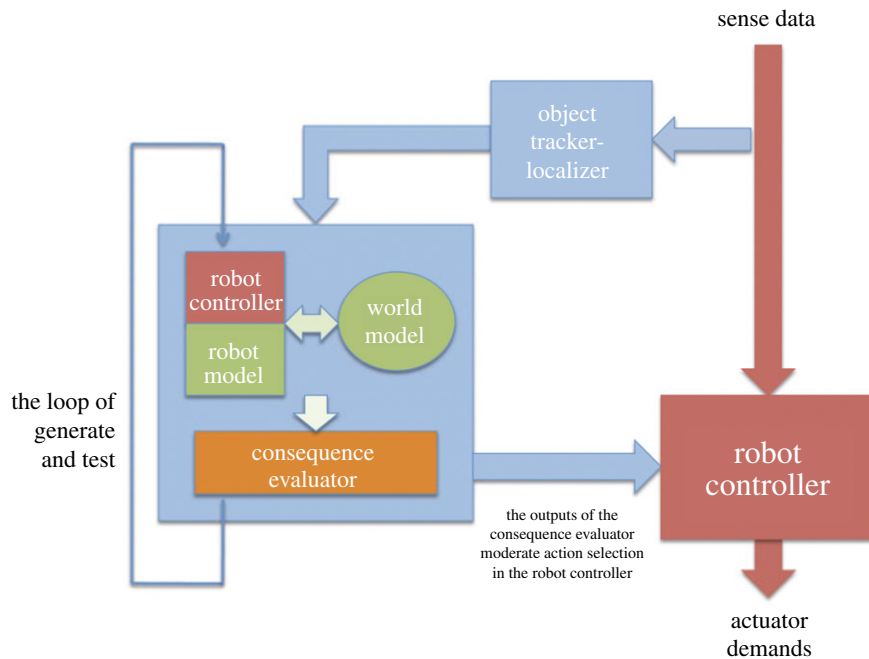 sense data
object
tracker-
localizer
robot
controller
world
model
robot
model
the loop of
generate
and test
consequence
evaluator
robot
controller
the outputs of the
consequence evaluator
moderate action selection
in the robot controller
actuator
demands